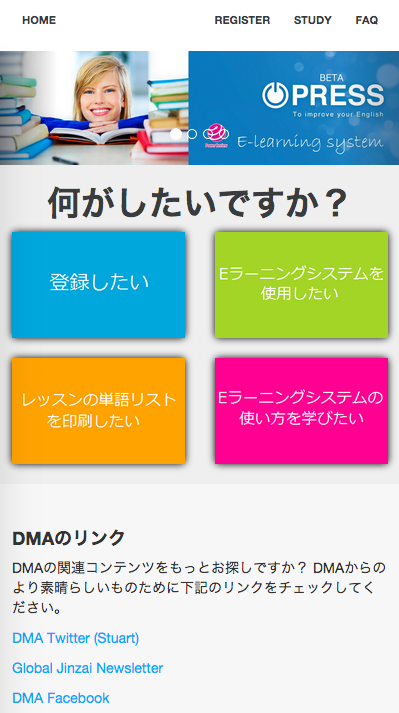 HOME REGISTER STUDY FAQ
BETA
PRESS
To improve your English
E-learning system
何がしたいですか？
登録したい
Eラーニングシステムを
使用したい
レッスンの単語リスト
を印刷したい
Eラーニングシステムの
使い方を学びたい
DMAのリンク
DMAの関連コンテンツをもっとお探しですか？ DMAからの
より素晴らしいものために下記のリンクをチェックしてく
ださい。
DMA Twitter (Stuart)
Global Jinzai Newsletter
DMA Facebook